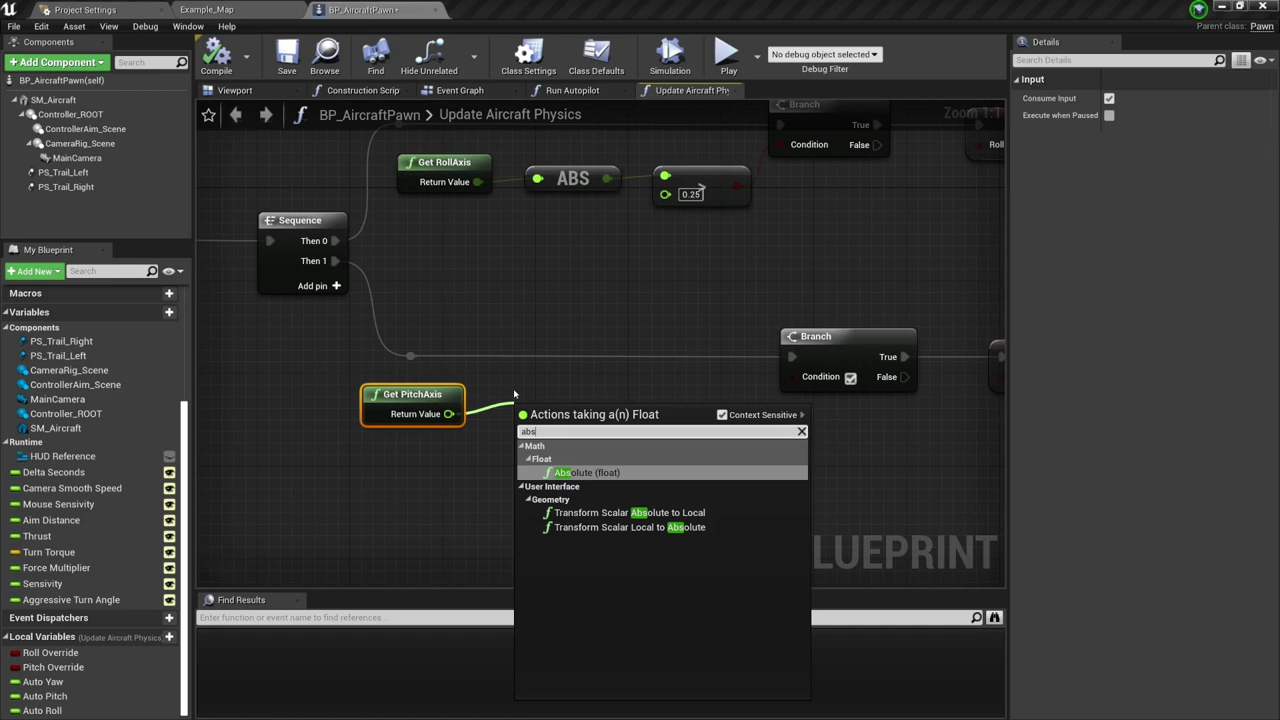 Project Settings
Example_Map
BP_AircraftPawn*
File Edit Asset View Debug Window Help
Parent class: Pawn
Components
+ Add Component
Search
BP_AircraftPawn(self)
SM_Aircraft
Controller_ROOT
ControllerAim_Scene
CameraRig_Scene
MainCamera
PS_Trail_Left
PS_Trail_Right
Compile
Save
Browse
Find
Hide Unrelated
Class Settings
Class Defaults
Simulation
Play
No debug object selected
Debug Filter
Viewport
Construction Scrip
Event Graph
Run Autopilot
Update Aircraft Phy
BP_AircraftPawn > Update Aircraft Physics
Zoom 1:1
Branch
True
Condition
False
Roll
Get RollAxis
Return Value
ABS
>
0.25
Sequence
Then 0
Then 1
Add pin +
Branch
True
Condition
False
Get PitchAxis
Return Value
Actions taking a(n) Float
Context Sensitive
abs
Math
Float
Absolute (float)
User Interface
Geometry
Transform Scalar Absolute to Local
Transform Scalar Local to Absolute
LUEPRINT
My Blueprint
+ Add New
Search
Macros
Variables
Components
PS_Trail_Right
PS_Trail_Left
CameraRig_Scene
ControllerAim_Scene
MainCamera
Controller_ROOT
SM_Aircraft
Runtime
HUD Reference
Delta Seconds
Camera Smooth Speed
Mouse Sensivity
Aim Distance
Thrust
Turn Torque
Force Multiplier
Sensivity
Aggressive Turn Angle
Event Dispatchers
Local Variables (Update Aircraft Physics)
Roll Override
Pitch Override
Auto Yaw
Auto Pitch
Auto Roll
Find Results
Enter function or event name to find references...
Details
Search Details
Input
Consume Input
Execute when Paused